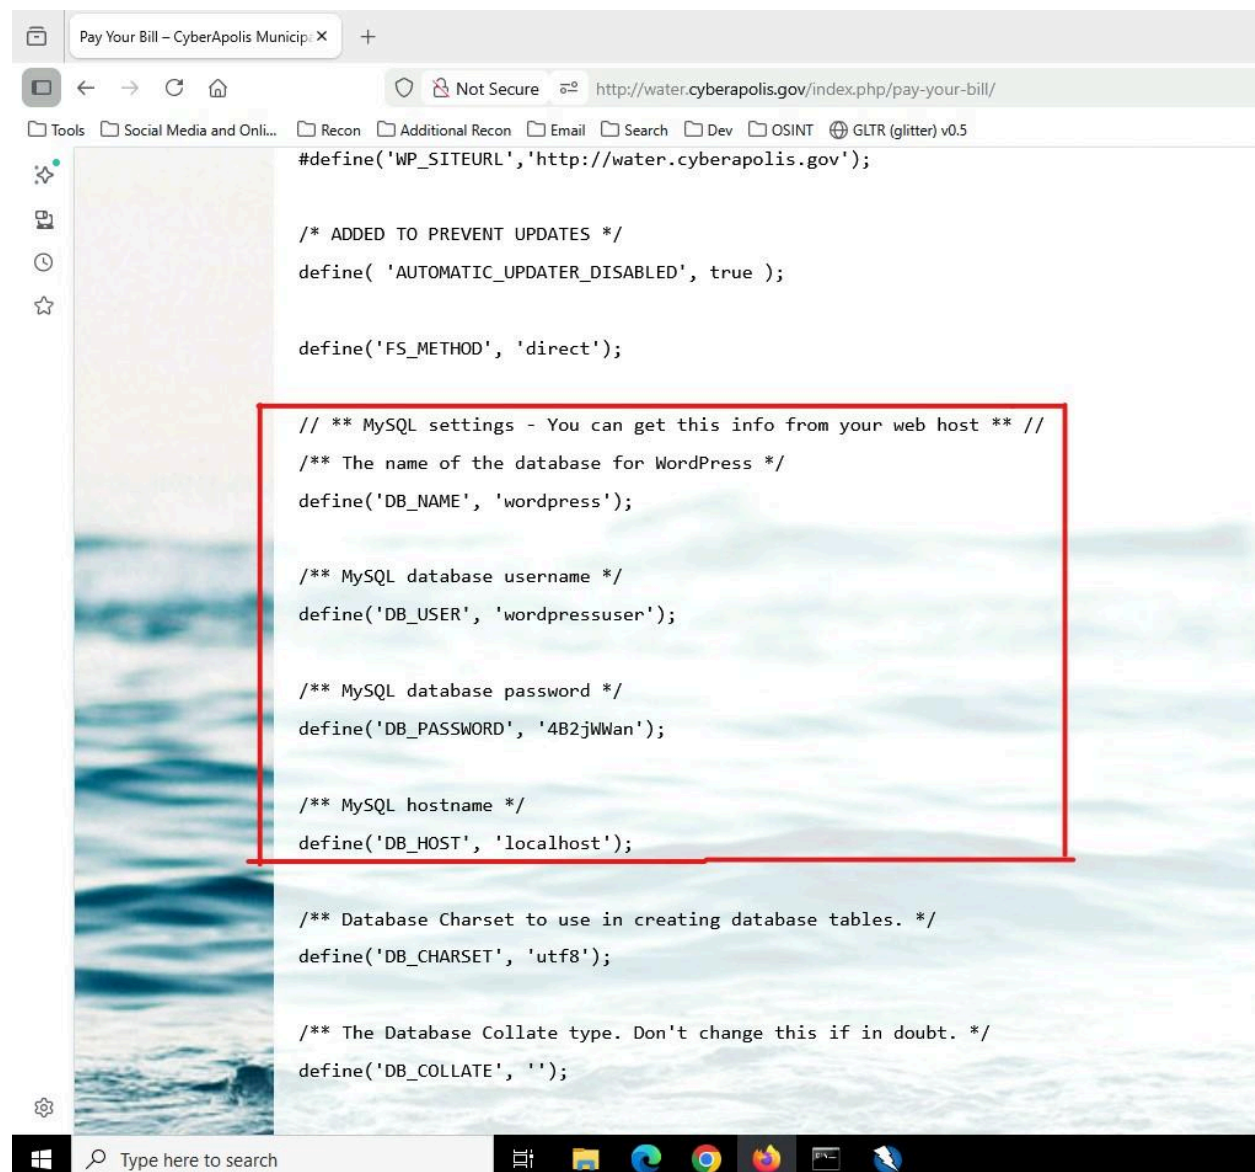 Pay Your Bill – CyberApolis Municip
Not Secure http://water.cyberapolis.gov/index.php/pay-your-bill/
Tools Social Media and Onli... Recon Additional Recon Email Search Dev OSINT GLTR (glitter) v0.5
#define('WP_SITEURL','http://water.cyberapolis.gov');
/* ADDED TO PREVENT UPDATES */
define( 'AUTOMATIC_UPDATER_DISABLED', true );
define('FS_METHOD', 'direct');
// ** MySQL settings - You can get this info from your web host ** //
/** The name of the database for WordPress */
define('DB_NAME', 'wordpress');
/** MySQL database username */
define('DB_USER', 'wordpressuser');
/** MySQL database password */
define('DB_PASSWORD', '4B2jWWan');
/** MySQL hostname */
define('DB_HOST', 'localhost');
/** Database Charset to use in creating database tables. */
define('DB_CHARSET', 'utf8');
/** The Database Collate type. Don't change this if in doubt. */
define('DB_COLLATE', '');
Type here to search